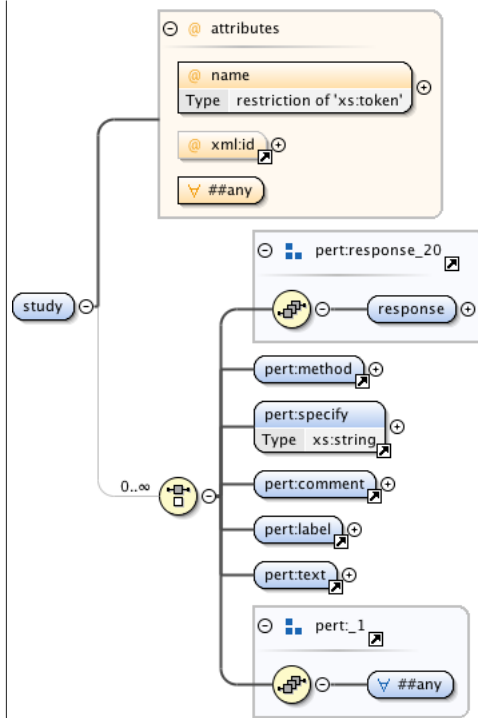 @ attributes
@ name
Type restriction of 'xs:token'
@ xml:id
∀ ##any
pert:response_20
study
response
pert:method
pert:specify
Type xs:string
0..∞
pert:comment
pert:label
pert:text
pert:_1
∀ ##any